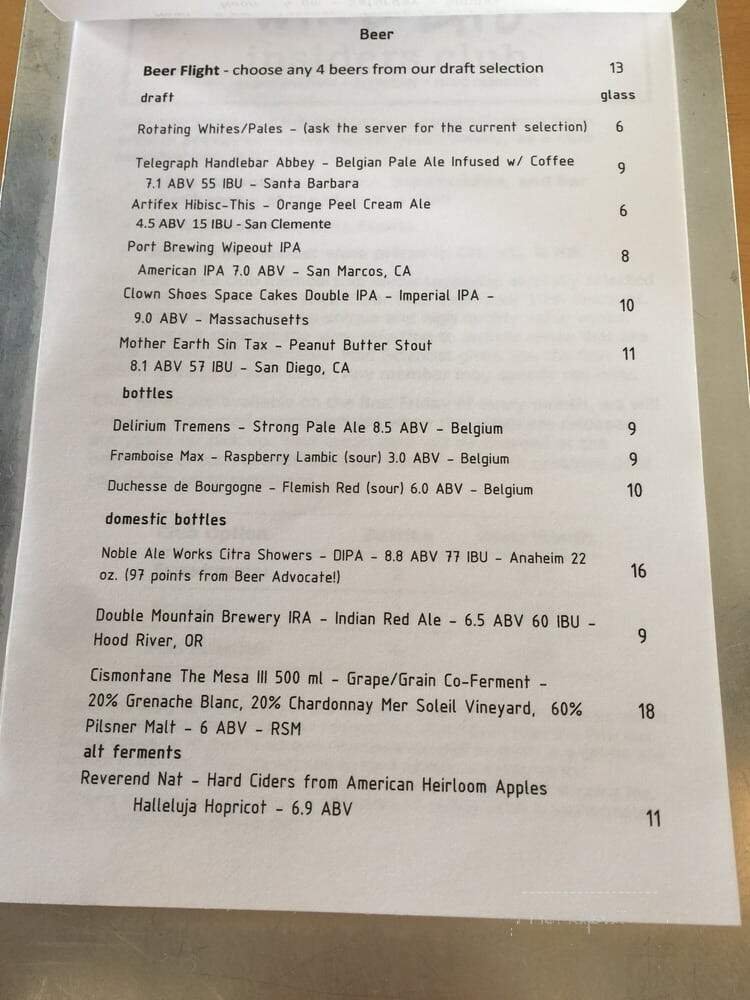 Beer
Beer Flight - choose any 4 beers from our draft selection 13
draft glass
Rotating Whites/Pales - (ask the server for the current selection) 6
Telegraph Handlebar Abbey - Belgian Pale Ale Infused w/ Coffee 9
7.1 ABV 55 IBU - Santa Barbara
Artifex Hibisc-This - Orange Peel Cream Ale 6
4.5 ABV 15 IBU - San Clemente
Port Brewing Wipeout IPA 8
American IPA 7.0 ABV - San Marcos, CA
Clown Shoes Space Cakes Double IPA - Imperial IPA - 10
9.0 ABV - Massachusetts
Mother Earth Sin Tax - Peanut Butter Stout 11
8.1 ABV 57 IBU - San Diego, CA
bottles
Delirium Tremens - Strong Pale Ale 8.5 ABV - Belgium 9
Framboise Max - Raspberry Lambic (sour) 3.0 ABV - Belgium 9
Duchesse de Bourgogne - Flemish Red (sour) 6.0 ABV - Belgium 10
domestic bottles
Noble Ale Works Citra Showers - DIPA - 8.8 ABV 77 IBU - Anaheim 22
oz. (97 points from Beer Advocate!) 16
Double Mountain Brewery IRA - Indian Red Ale - 6.5 ABV 60 IBU -
Hood River, OR 9
Cismontane The Mesa III 500 ml - Grape/Grain Co-Ferment -
20% Grenache Blanc, 20% Chardonnay Mer Soleil Vineyard, 60% 18
Pilsner Malt - 6 ABV - RSM
alt ferments
Reverend Nat - Hard Ciders from American Heirloom Apples
Halleluja Hopricot - 6.9 ABV 11